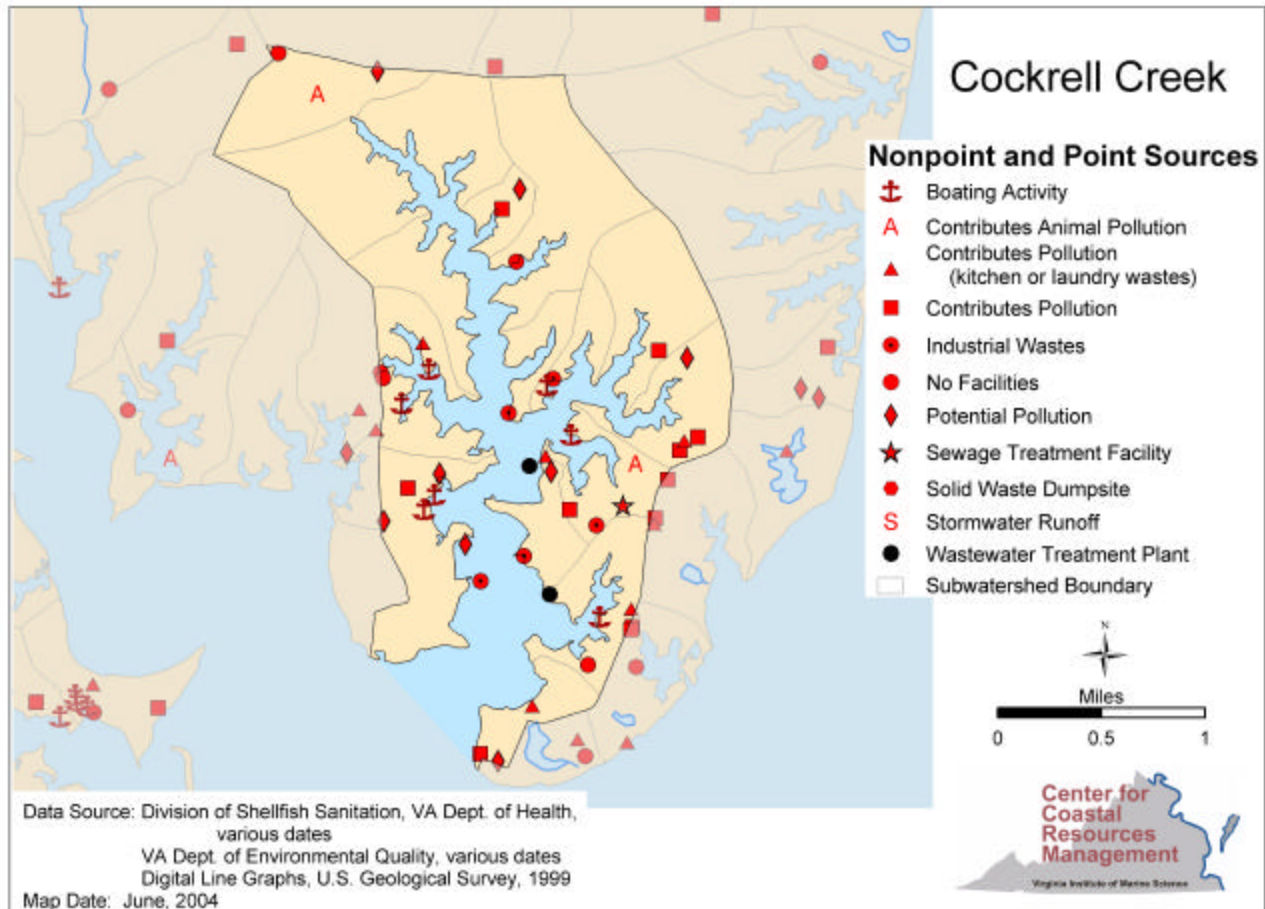 Cockrell Creek
Nonpoint and Point Sources
Boating Activity
A Contributes Animal Pollution
Contributes Pollution
(kitchen or laundry wastes)
Contributes Pollution
Industrial Wastes
No Facilities
Potential Pollution
Sewage Treatment Facility
Solid Waste Dumpsite
S Stormwater Runoff
Wastewater Treatment Plant
Subwatershed Boundary
A
A
A
N
Miles
0 0.5 1
Center for
Coastal
Resources
Management
Virginia Institute of Marine Science
Data Source: Division of Shellfish Sanitation, VA Dept. of Health,
various dates
VA Dept. of Environmental Quality, various dates
Digital Line Graphs, U.S. Geological Survey, 1999
Map Date: June, 2004